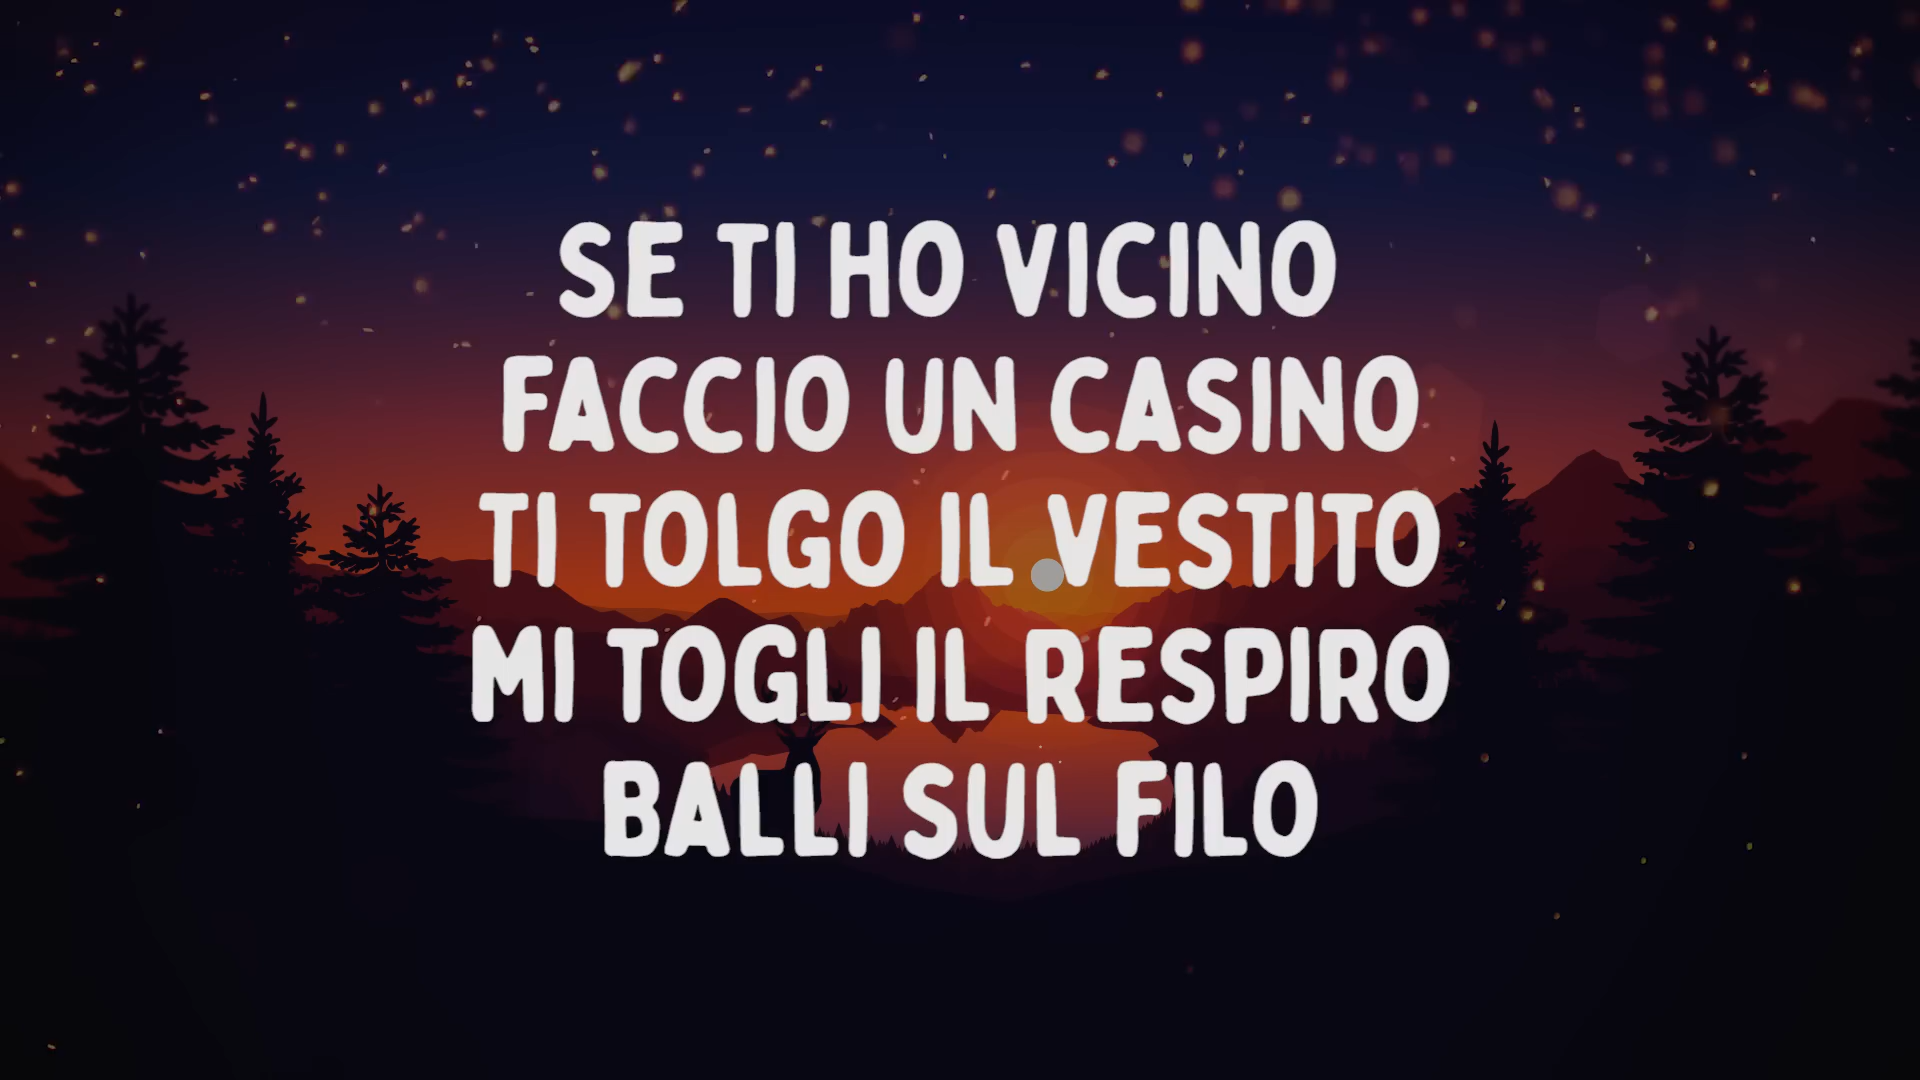 SE TI HO VICINO
FACCIO UN CASINO
TI TOLGO IL VESTITO
MI TOGLI IL RESPIRO
BALLI SUL FILO